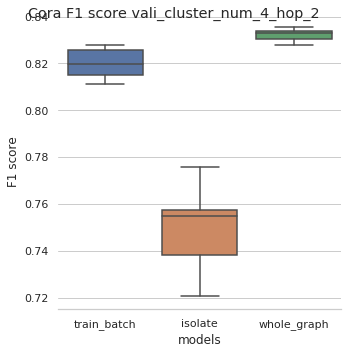 Cora F1 score vali_cluster_num_4_hop_2
0.84
0.82
0.80
0.78
0.76
0.74
0.72
F1 score
train_batch isolate whole_graph
models